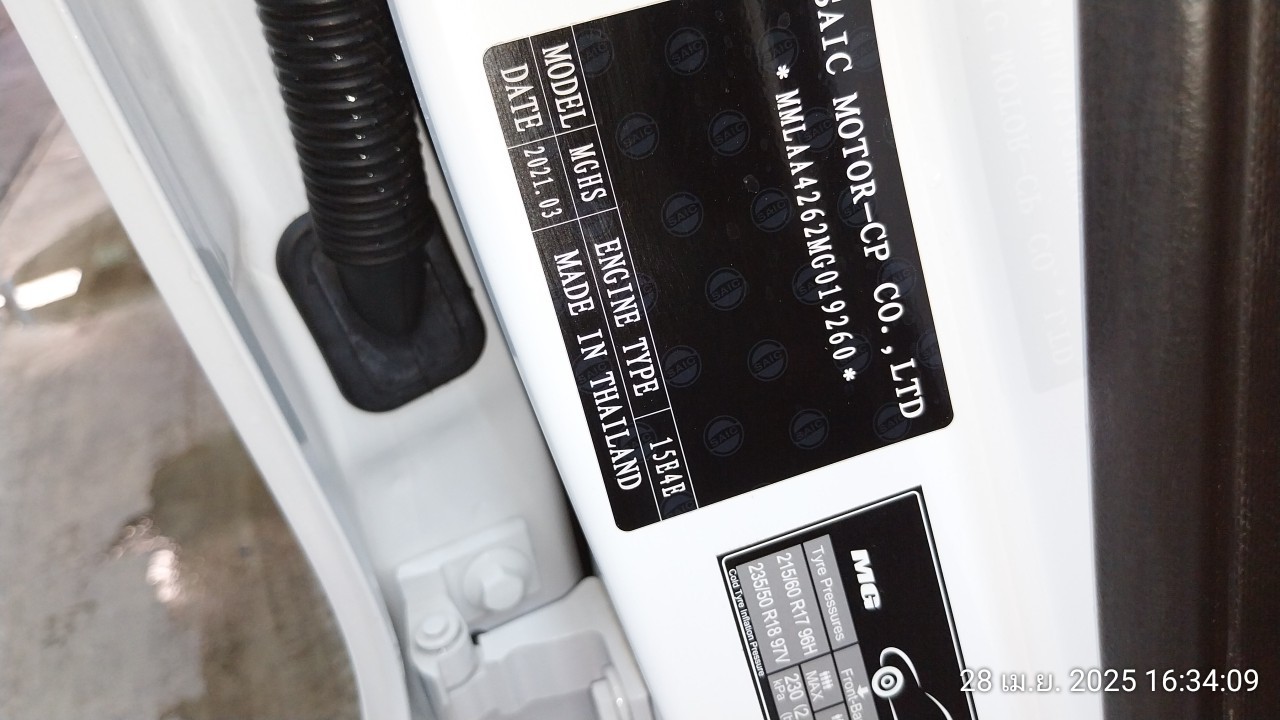 SAIC MOTOR-CP CO.,LTD
* MMLAA4262MG019260 *
MODEL MGHS ENGINE TYPE 15E4E
DATE 2021.03 MADE IN THAILAND
MG
Tyre Pressures
215/60 R17 96H MAX
235/50 R18 97V 230
kPa
Cold Tyre Inflation Pressure
28 เม.ย. 2025 16:34:09